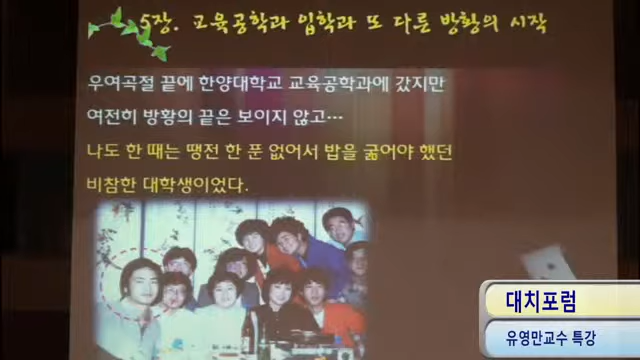 5장. 교육공학과 입학과 또 다른 방황의 시작
우여곡절 끝에 한양대학교 교육공학과에 갔지만
여전히 방황의 끝은 보이지 않고…
나도 한 때는 땡전 한 푼 없어서 밥을 굶어야 했던
비참한 대학생이었다.
대치포럼
유영만교수 특강